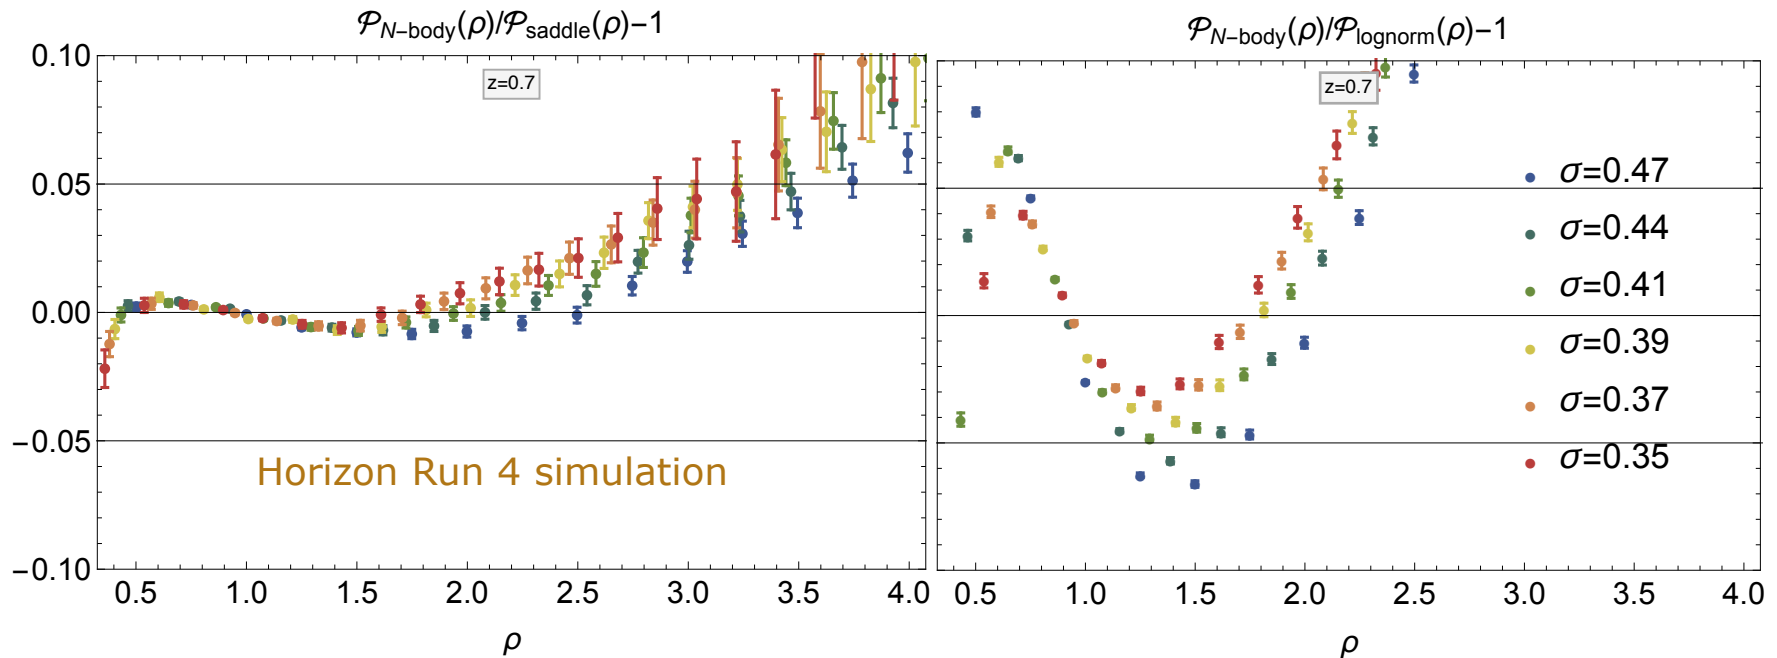 𝒫N−body(ρ)/𝒫saddle(ρ)−1
z=0.7
0.10
0.05
0.00
−0.05
−0.10
Horizon Run 4 simulation
0.5 1.0 1.5 2.0 2.5 3.0 3.5 4.0
ρ
𝒫N−body(ρ)/𝒫lognorm(ρ)−1
z=0.7
σ=0.47
σ=0.44
σ=0.41
σ=0.39
σ=0.37
σ=0.35
0.5 1.0 1.5 2.0 2.5 3.0 3.5 4.0
ρ